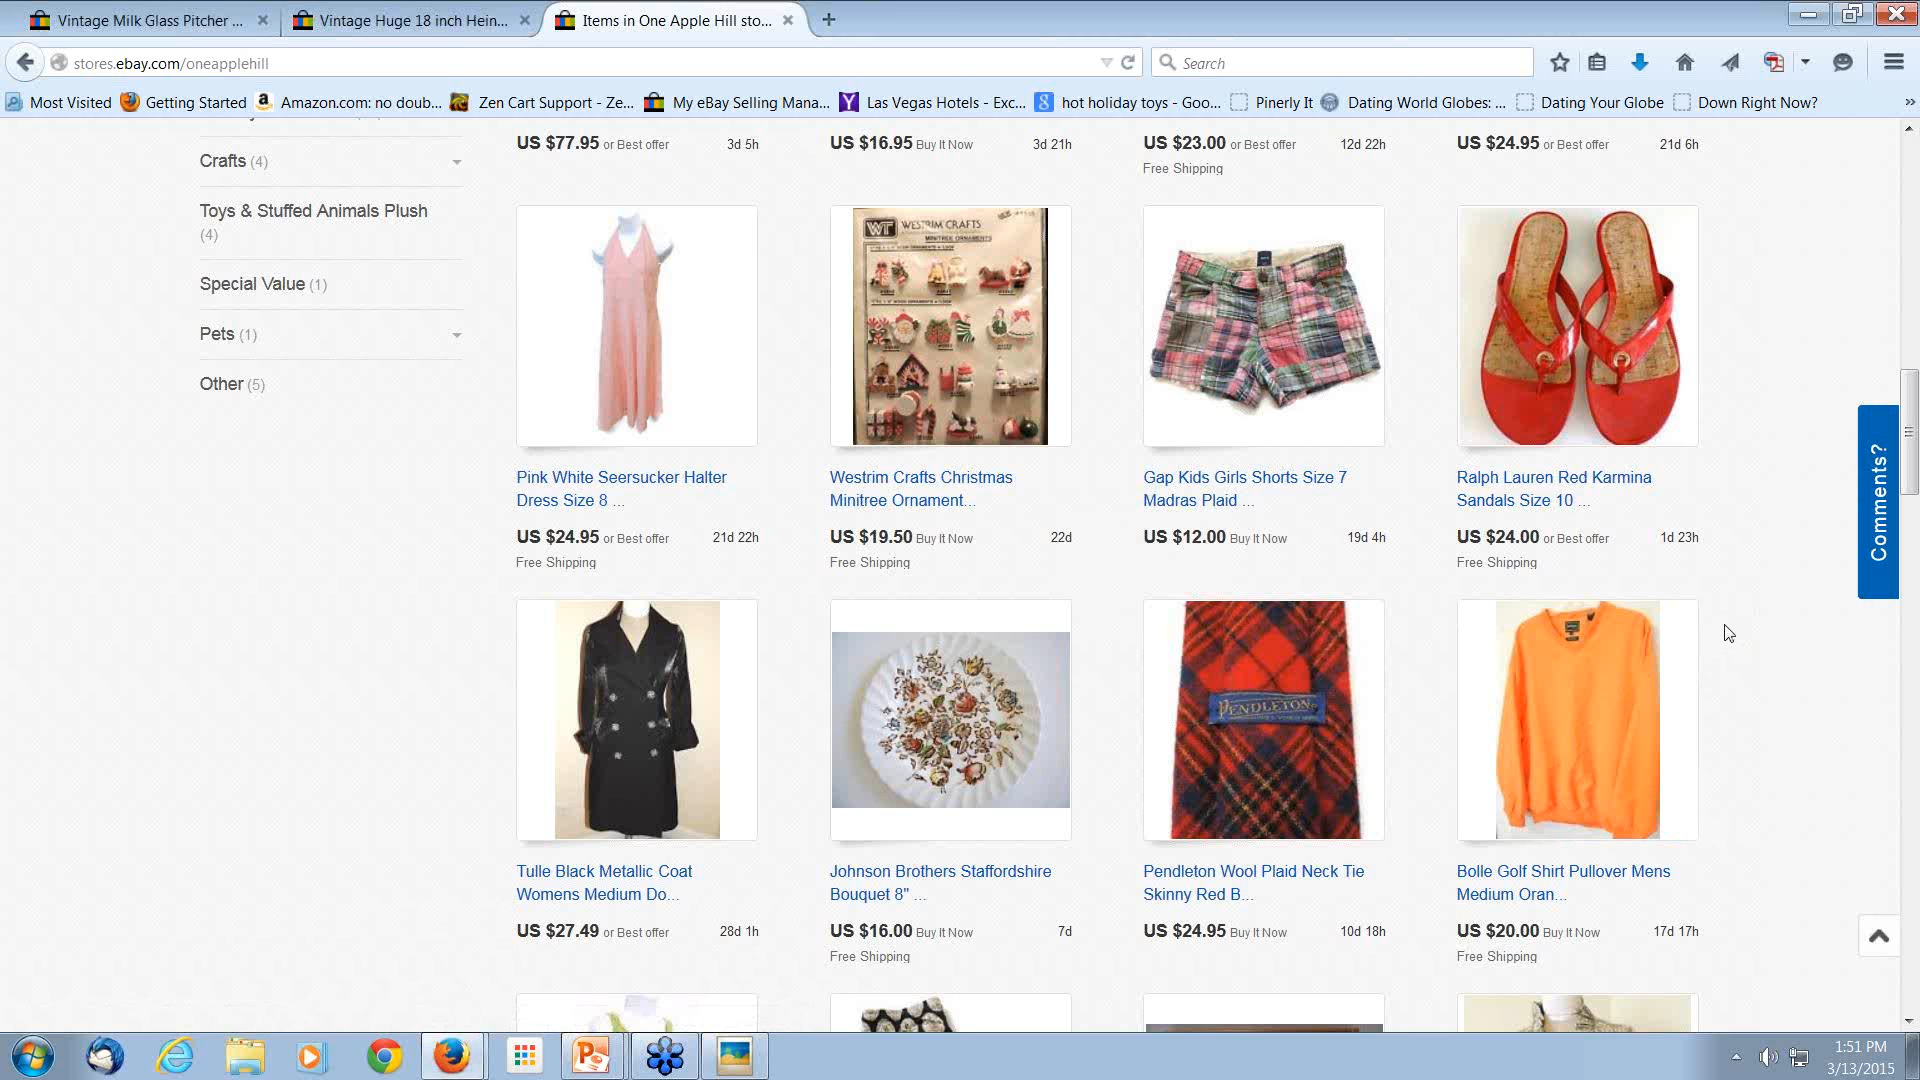 Vintage Milk Glass Pitcher ...
Vintage Huge 18 inch Hein...
Items in One Apple Hill sto...
stores.ebay.com/oneapplehill
Search
Most Visited
Getting Started
Amazon.com: no doub...
Zen Cart Support - Ze...
My eBay Selling Mana...
Las Vegas Hotels - Exc...
hot holiday toys - Goo...
Pinerly It
Dating World Globes: ...
Dating Your Globe
Down Right Now?
Crafts (4)
Toys & Stuffed Animals Plush
(4)
Special Value (1)
Pets (1)
Other (5)
US $77.95 or Best offer 3d 5h
US $16.95 Buy It Now 3d 21h
US $23.00 or Best offer 12d 22h
Free Shipping
US $24.95 or Best offer 21d 6h
WT WESTRIM CRAFTS
MINITREE ORNAMENTS
Pink White Seersucker Halter
Dress Size 8 ...
US $24.95 or Best offer 21d 22h
Free Shipping
Westrim Crafts Christmas
Minitree Ornament...
US $19.50 Buy It Now 22d
Free Shipping
Gap Kids Girls Shorts Size 7
Madras Plaid ...
US $12.00 Buy It Now 19d 4h
Ralph Lauren Red Karmina
Sandals Size 10 ...
US $24.00 or Best offer 1d 23h
Free Shipping
Comments?
PENDLETON
Tulle Black Metallic Coat
Womens Medium Do...
US $27.49 or Best offer 28d 1h
Johnson Brothers Staffordshire
Bouquet 8" ...
US $16.00 Buy It Now 7d
Free Shipping
Pendleton Wool Plaid Neck Tie
Skinny Red B...
US $24.95 Buy It Now 10d 18h
Bolle Golf Shirt Pullover Mens
Medium Oran...
US $20.00 Buy It Now 17d 17h
Free Shipping
1:51 PM
3/13/2015